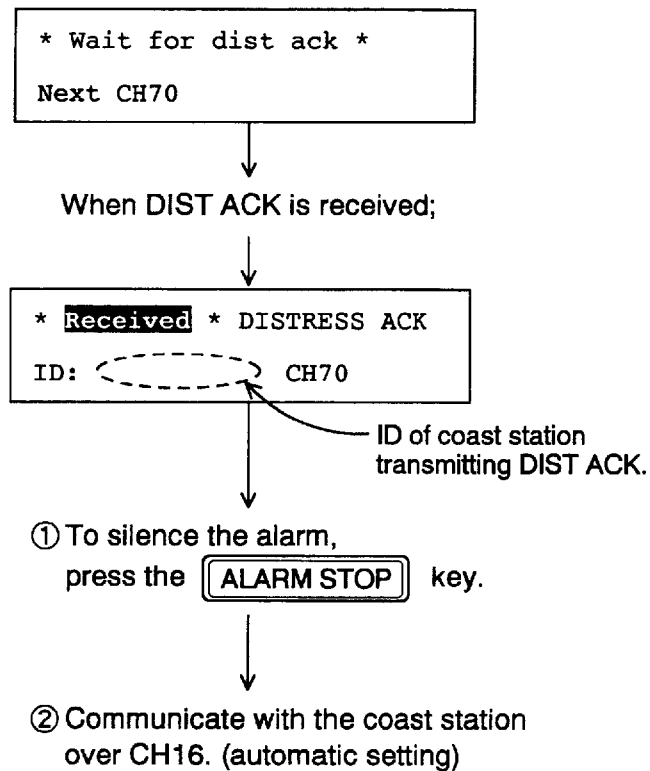 * Wait for dist ack *
Next CH70
When DIST ACK is received;
* Received * DISTRESS ACK
ID: CH70
ID of coast station
transmitting DIST ACK.
① To silence the alarm,
press the ALARM STOP key.
② Communicate with the coast station
over CH16. (automatic setting)